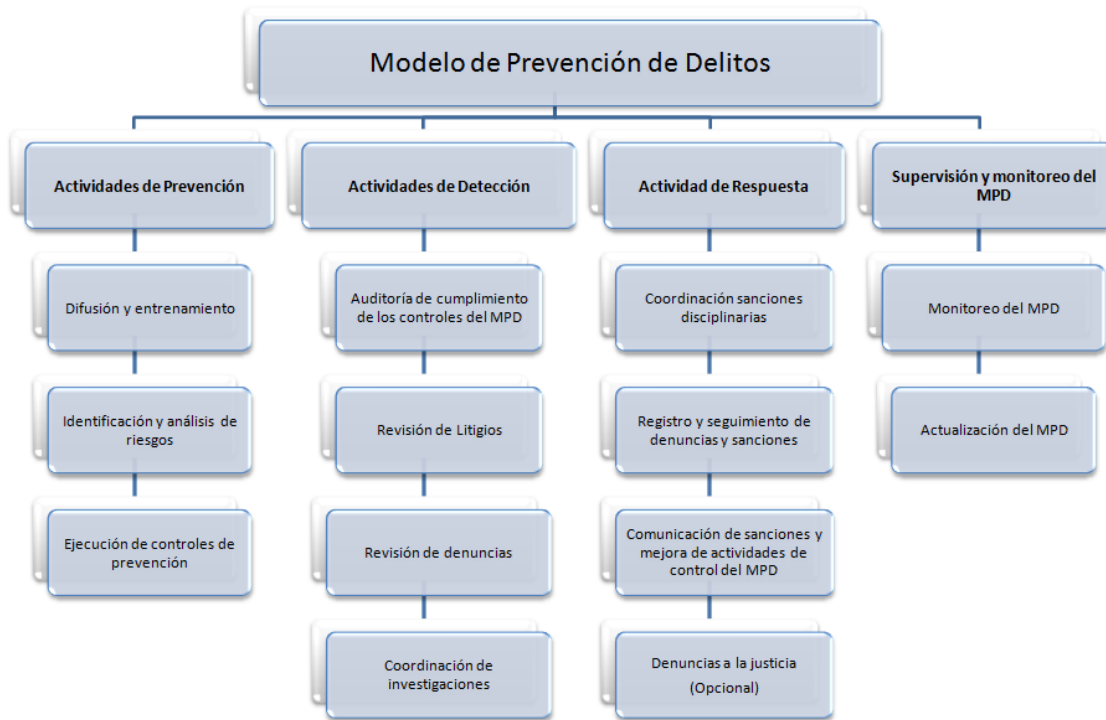 Modelo de Prevención de Delitos
Actividades de Prevención
Difusión y entrenamiento
Identificación y análisis de
riesgos
Ejecución de controles de
prevención
Actividades de Detección
Auditoría de cumplimiento
de los controles del MPD
Revisión de Litigios
Revisión de denuncias
Coordinación de
investigaciones
Actividad de Respuesta
Coordinación sanciones
disciplinarias
Registro y seguimiento de
denuncias y sanciones
Comunicación de sanciones y
mejora de actividades de
control del MPD
Denuncias a la justicia
(Opcional)
Supervisión y monitoreo del
MPD
Monitoreo del MPD
Actualización del MPD